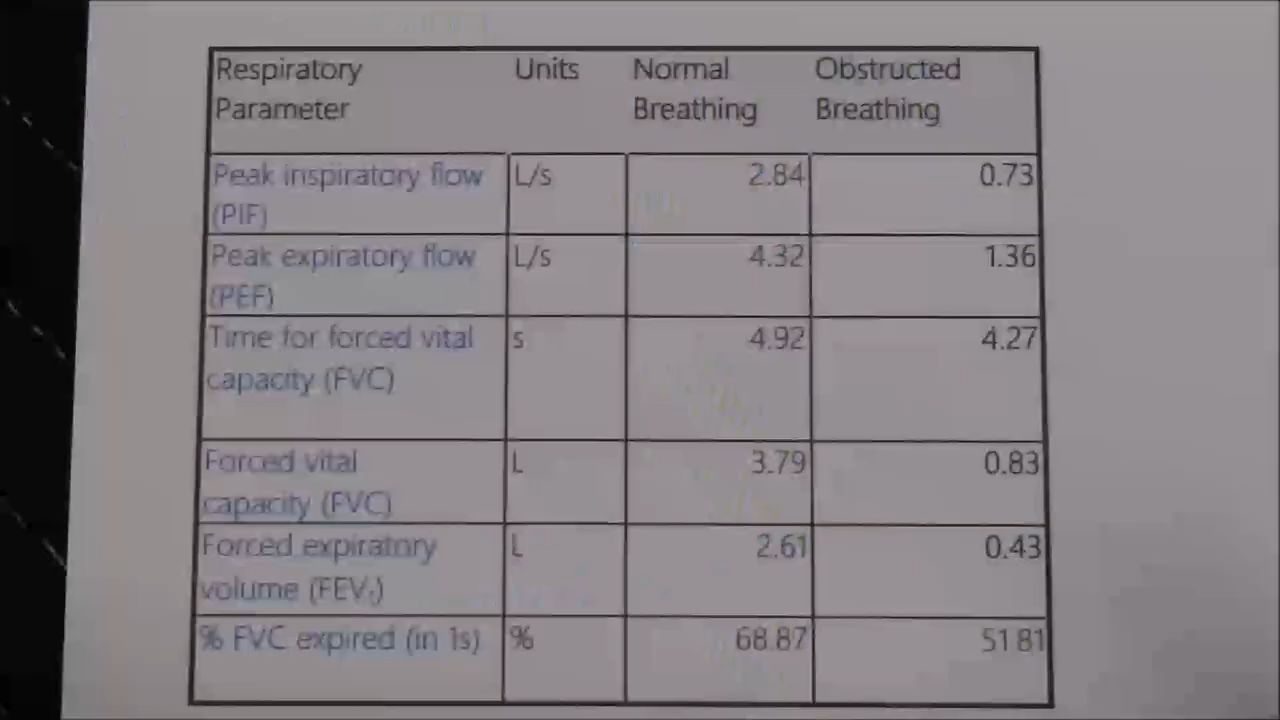 Respiratory Parameter Units Normal Breathing Obstructed Breathing
Peak inspiratory flow (PIF) L/s 2.84 0.73
Peak expiratory flow (PEF) L/s 4.32 1.36
Time for forced vital capacity (FVC) s 4.92 4.27
Forced vital capacity (FVC) L 3.79 0.83
Forced expiratory volume (FEV₁) L 2.61 0.43
% FVC expired (in 1s) % 68.87 51.81